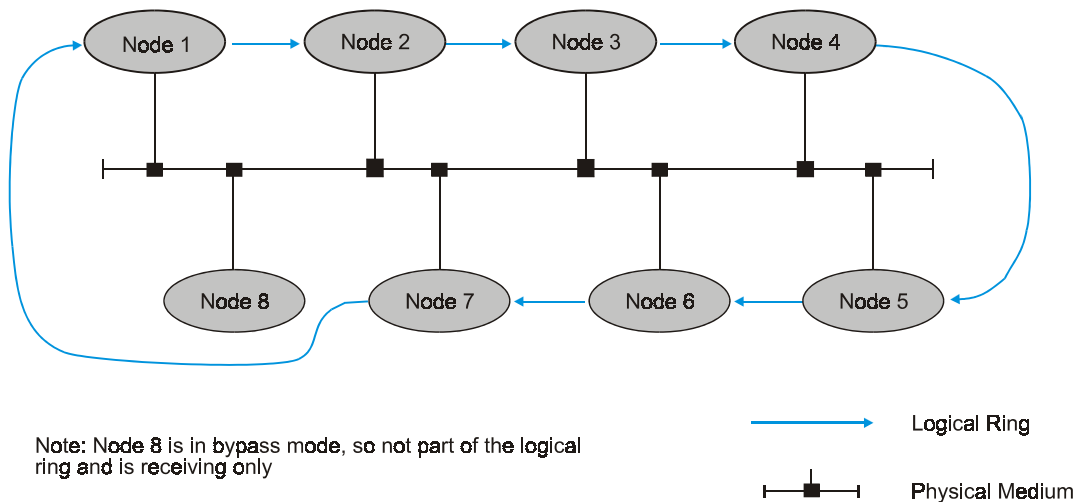 Node 1
Node 2
Node 3
Node 4
Node 8
Node 7
Node 6
Node 5
Logical Ring
Note: Node 8 is in bypass mode, so not part of the logical
ring and is receiving only
Physical Medium